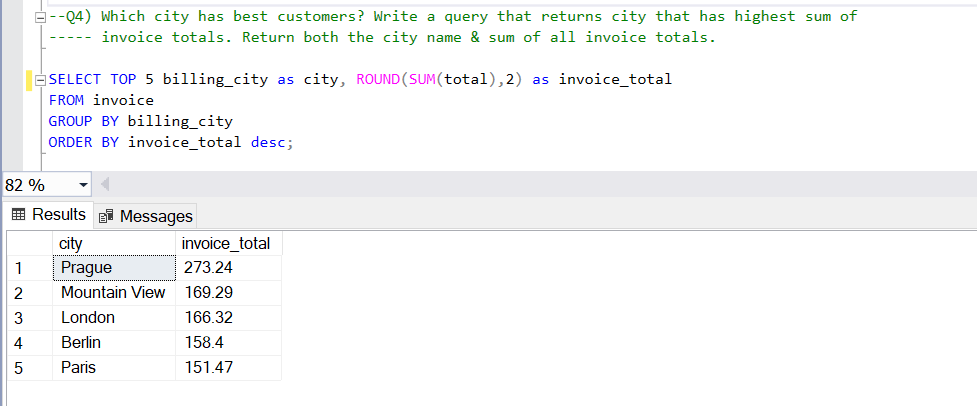 --Q4) Which city has best customers? Write a query that returns city that has highest sum of
----- invoice totals. Return both the city name & sum of all invoice totals.
SELECT TOP 5 billing_city as city, ROUND(SUM(total),2) as invoice_total
FROM invoice
GROUP BY billing_city
ORDER BY invoice_total desc;
82 %
Results Messages
city invoice_total
1 Prague 273.24
2 Mountain View 169.29
3 London 166.32
4 Berlin 158.4
5 Paris 151.47